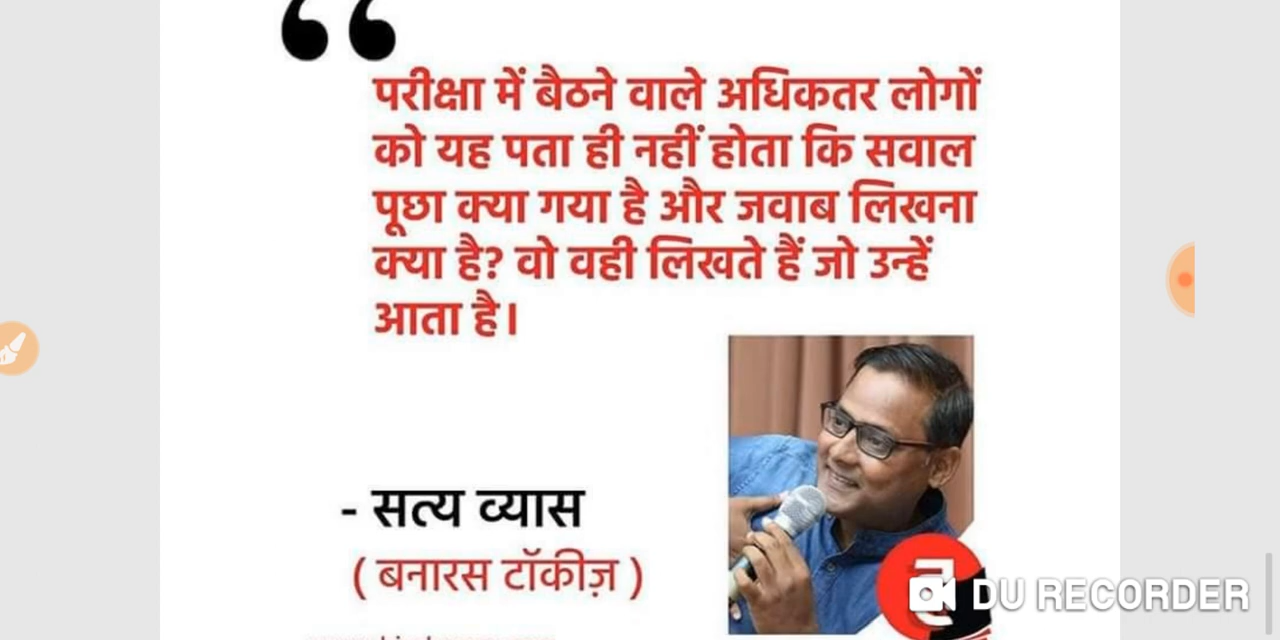 “
परीक्षा में बैठने वाले अधिकतर लोगों
को यह पता ही नहीं होता कि सवाल
पूछा क्या गया है और जवाब लिखना
क्या है? वो वही लिखते हैं जो उन्हें
आता है।
- सत्य व्यास
( बनारस टॉकीज़ )
DU RECORDER